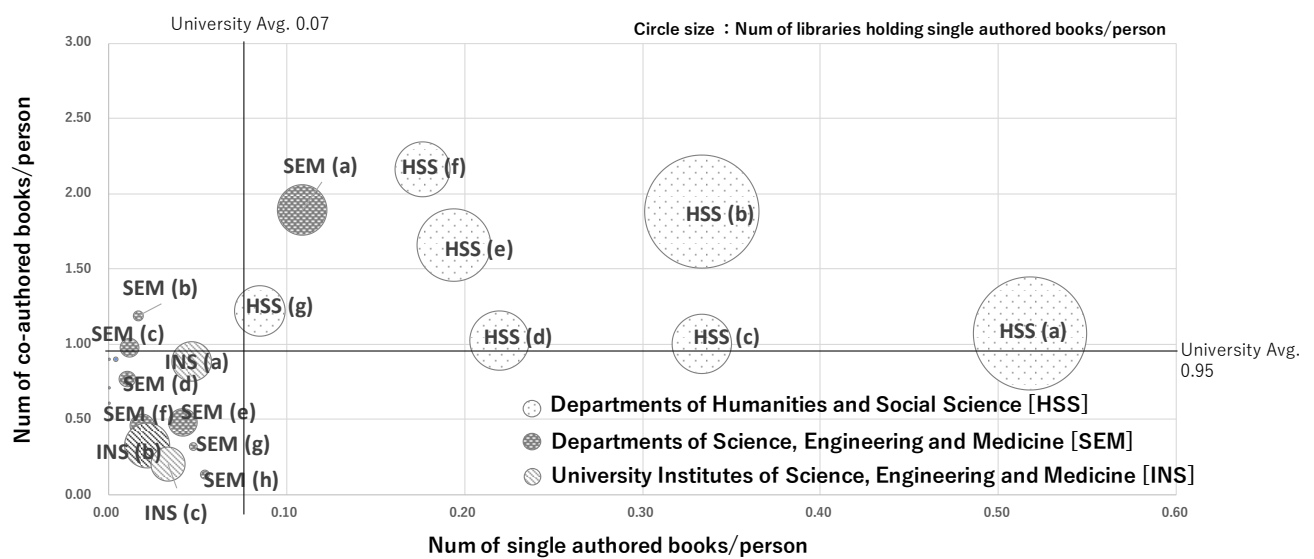 University Avg. 0.07
Circle size ：Num of libraries holding single authored books/person
Num of co-authored books/person
3.00
2.50
2.00
1.50
1.00
0.50
0.00
SEM (a)
HSS (f)
HSS (b)
HSS (e)
SEM (b)
HSS (g)
SEM (c)
HSS (d)
HSS (c)
HSS (a)
INS (a)
University Avg.
0.95
SEM (d)
SEM (f)
SEM (e)
SEM (g)
INS (b)
SEM (h)
INS (c)
Departments of Humanities and Social Science [HSS]
Departments of Science, Engineering and Medicine [SEM]
University Institutes of Science, Engineering and Medicine [INS]
0.00
0.10
0.20
0.30
0.40
0.50
0.60
Num of single authored books/person